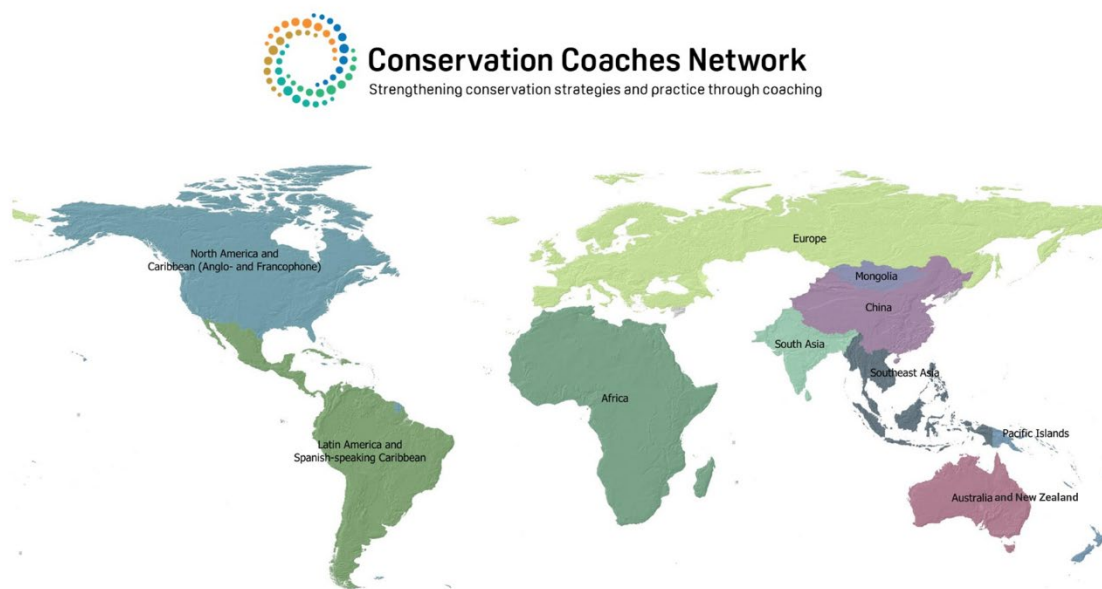 Conservation Coaches Network
Strengthening conservation strategies and practice through coaching
North America and
Caribbean (Anglo- and Francophone)
Europe
Mongolia
China
South Asia
Southeast Asia
Africa
Latin America and
Spanish-speaking Caribbean
Pacific Islands
Australia and New Zealand